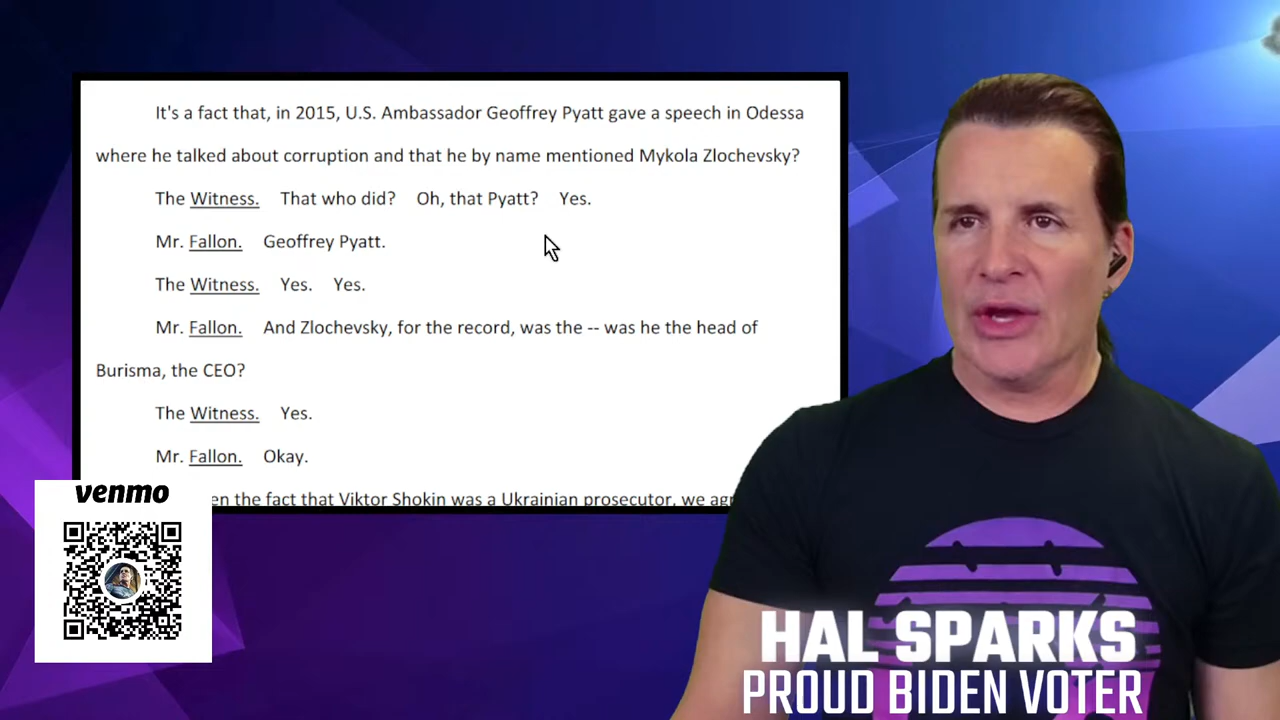 It's a fact that, in 2015, U.S. Ambassador Geoffrey Pyatt gave a speech in Odessa
where he talked about corruption and that he by name mentioned Mykola Zlochevsky?
The Witness. That who did? Oh, that Pyatt? Yes.
Mr. Fallon. Geoffrey Pyatt.
The Witness. Yes. Yes.
Mr. Fallon. And Zlochevsky, for the record, was the -- was he the head of
Burisma, the CEO?
The Witness. Yes.
Mr. Fallon. Okay.
the fact that Viktor Shokin was a Ukrainian prosecutor, we
venmo
HAL SPARKS
PROUD BIDEN VOTER